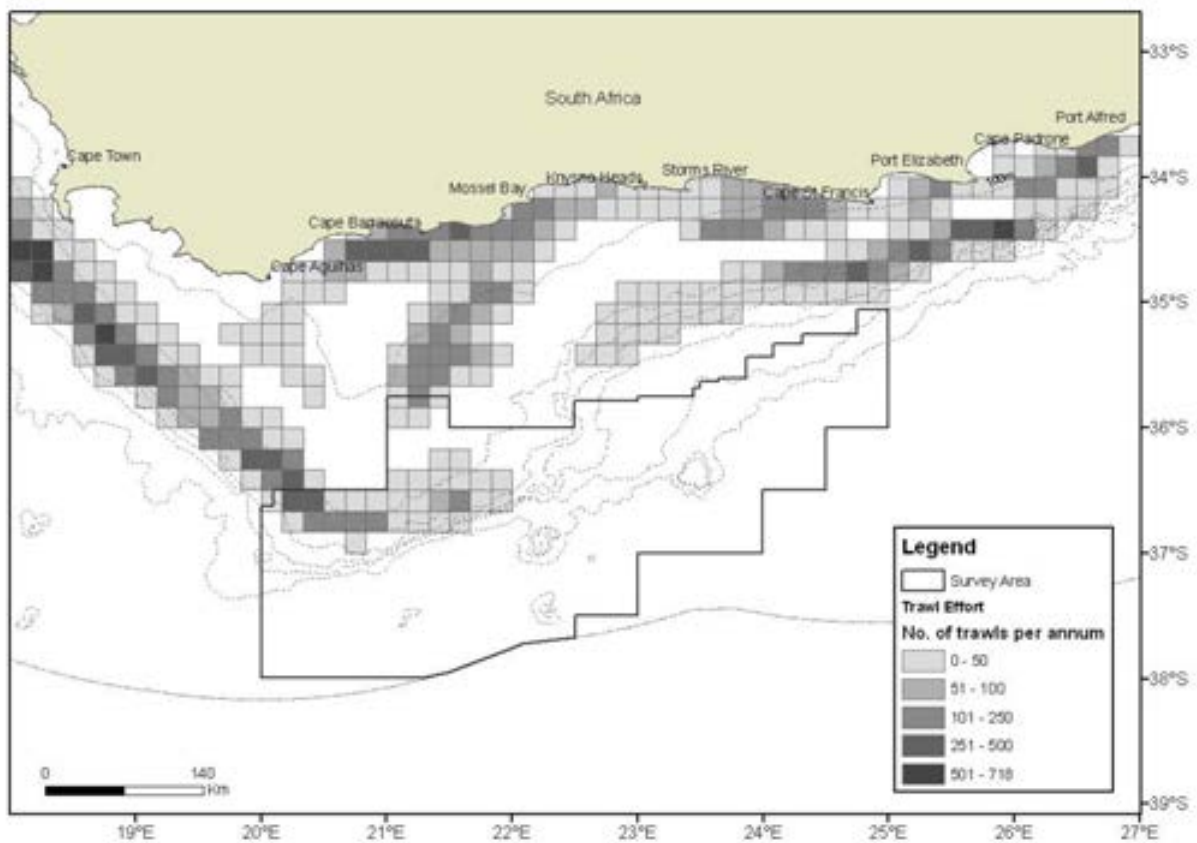 33°S
South Africa
Port Alfred
Cape Padrone
Cape Town
Port Elizabeth
Storms River
Knysna Heads
34°S
Mossel Bay
Cape St Francis
Cape Barracouta
Cape Agulhas
35°S
36°S
37°S
Legend
Survey Area
Trawl Effort
No. of trawls per annum
0 - 50
38°S
51 - 100
101 - 250
251 - 500
501 - 718
0 140
Km
39°S
19°E 20°E 21°E 22°E 23°E 24°E 25°E 26°E 27°E